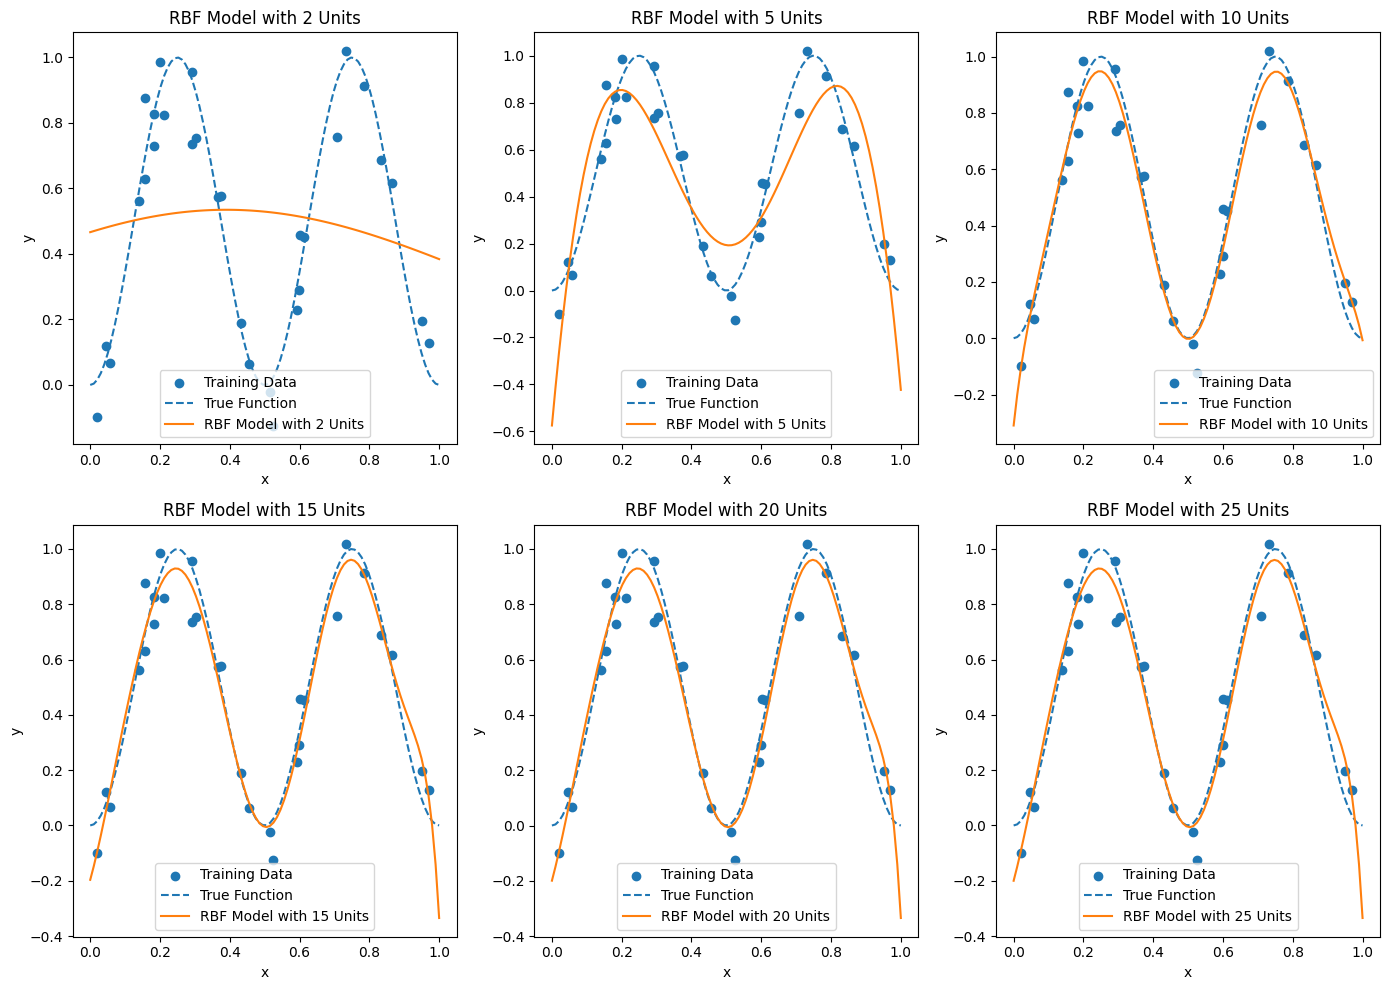 RBF Model with 2 Units
1.0
0.8
0.6
0.4
0.2
0.0
y
Training Data
True Function
RBF Model with 2 Units
0.0 0.2 0.4 0.6 0.8 1.0
x
RBF Model with 5 Units
1.0
0.8
0.6
0.4
0.2
0.0
−0.2
−0.4
−0.6
y
Training Data
True Function
RBF Model with 5 Units
0.0 0.2 0.4 0.6 0.8 1.0
x
RBF Model with 10 Units
1.0
0.8
0.6
0.4
0.2
0.0
−0.2
y
Training Data
True Function
RBF Model with 10 Units
0.0 0.2 0.4 0.6 0.8 1.0
x
RBF Model with 15 Units
1.0
0.8
0.6
0.4
0.2
0.0
−0.2
−0.4
y
Training Data
True Function
RBF Model with 15 Units
0.0 0.2 0.4 0.6 0.8 1.0
x
RBF Model with 20 Units
1.0
0.8
0.6
0.4
0.2
0.0
−0.2
−0.4
y
Training Data
True Function
RBF Model with 20 Units
0.0 0.2 0.4 0.6 0.8 1.0
x
RBF Model with 25 Units
1.0
0.8
0.6
0.4
0.2
0.0
−0.2
−0.4
y
Training Data
True Function
RBF Model with 25 Units
0.0 0.2 0.4 0.6 0.8 1.0
x